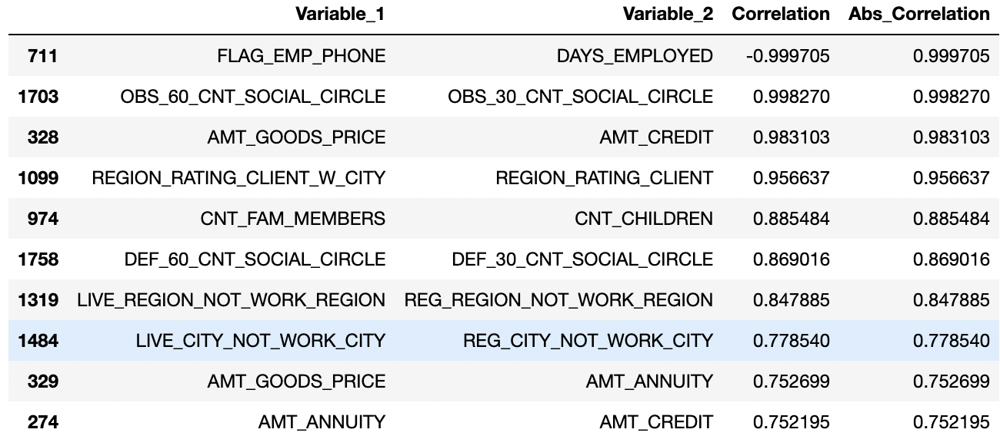 Variable_1 Variable_2 Correlation Abs_Correlation
711 FLAG_EMP_PHONE DAYS_EMPLOYED -0.999705 0.999705
1703 OBS_60_CNT_SOCIAL_CIRCLE OBS_30_CNT_SOCIAL_CIRCLE 0.998270 0.998270
328 AMT_GOODS_PRICE AMT_CREDIT 0.983103 0.983103
1099 REGION_RATING_CLIENT_W_CITY REGION_RATING_CLIENT 0.956637 0.956637
974 CNT_FAM_MEMBERS CNT_CHILDREN 0.885484 0.885484
1758 DEF_60_CNT_SOCIAL_CIRCLE DEF_30_CNT_SOCIAL_CIRCLE 0.869016 0.869016
1319 LIVE_REGION_NOT_WORK_REGION REG_REGION_NOT_WORK_REGION 0.847885 0.847885
1484 LIVE_CITY_NOT_WORK_CITY REG_CITY_NOT_WORK_CITY 0.778540 0.778540
329 AMT_GOODS_PRICE AMT_ANNUITY 0.752699 0.752699
274 AMT_ANNUITY AMT_CREDIT 0.752195 0.752195